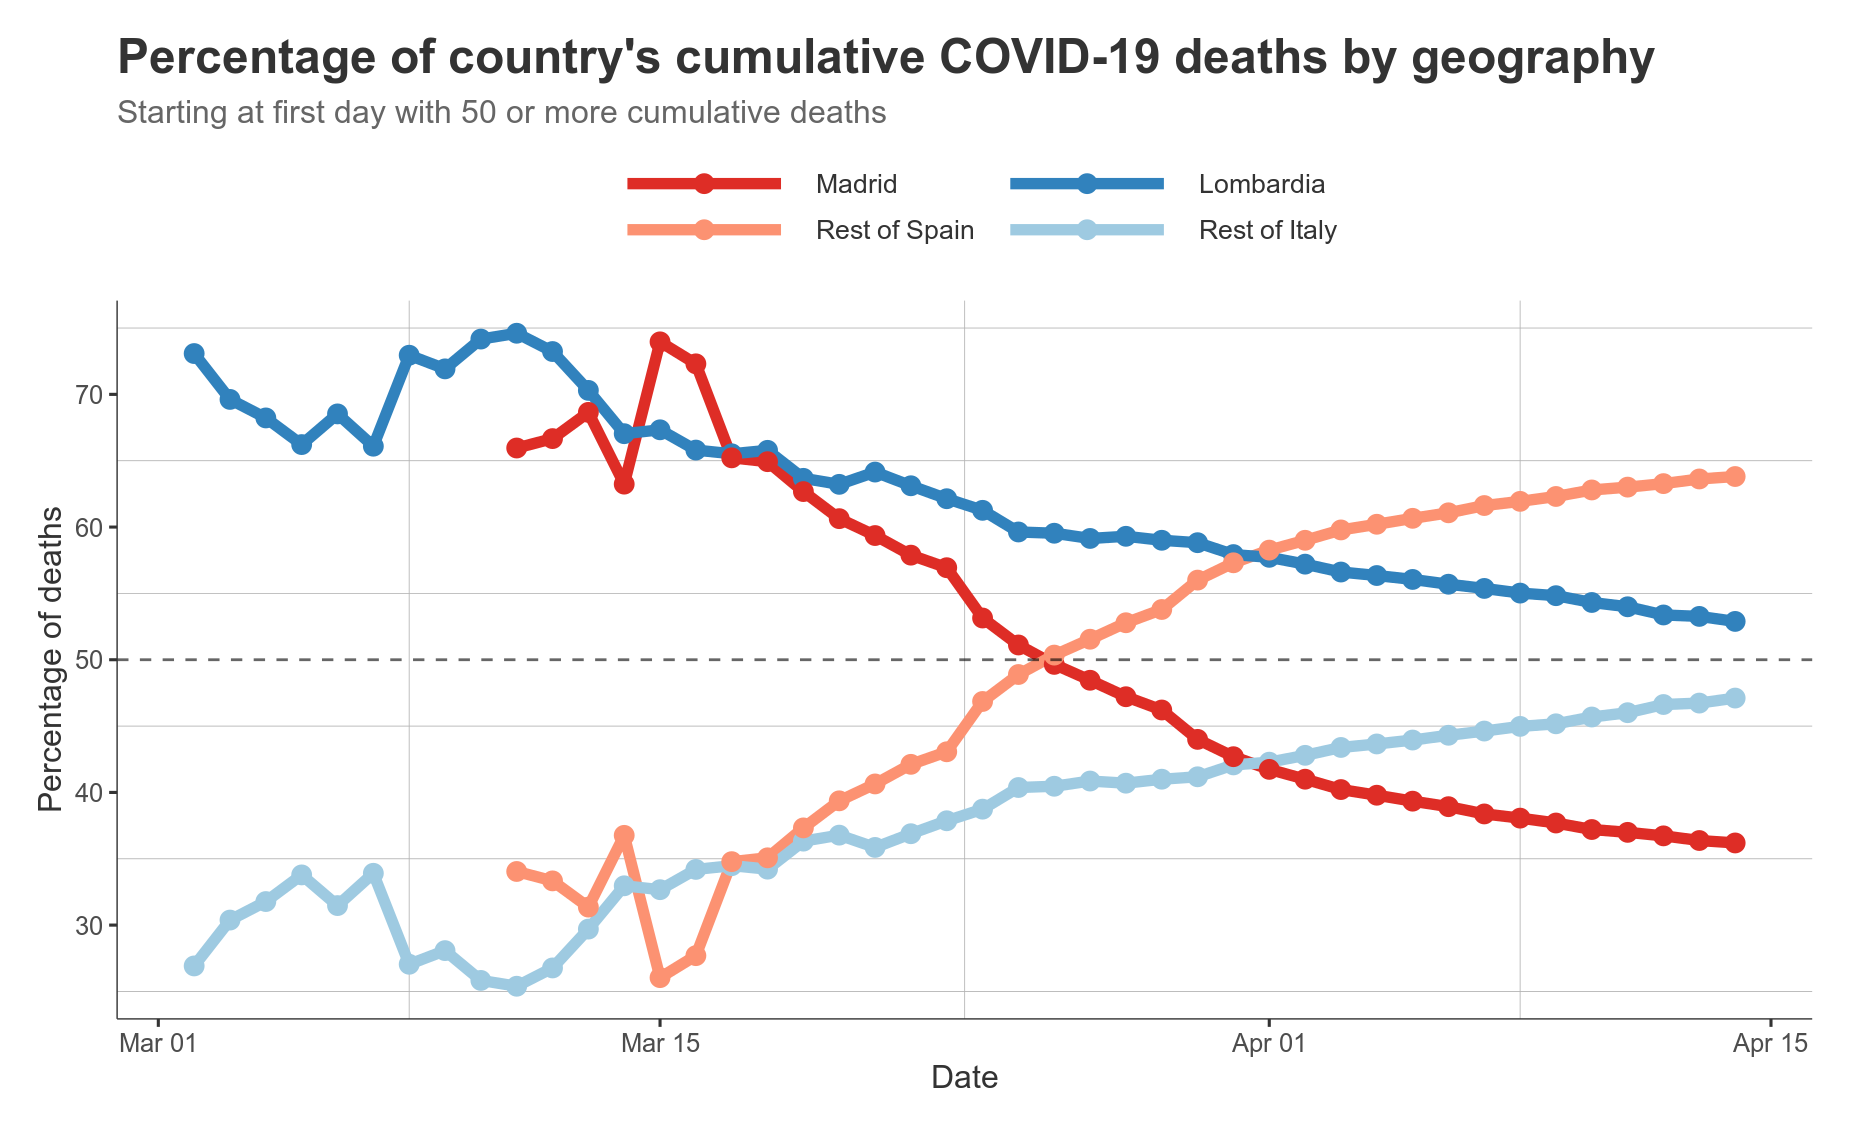 Percentage of country's cumulative COVID-19 deaths by geography
Starting at first day with 50 or more cumulative deaths
Madrid
Lombardia
Rest of Spain
Rest of Italy
Percentage of deaths
70
60
50
40
30
Mar 01
Mar 15
Apr 01
Apr 15
Date